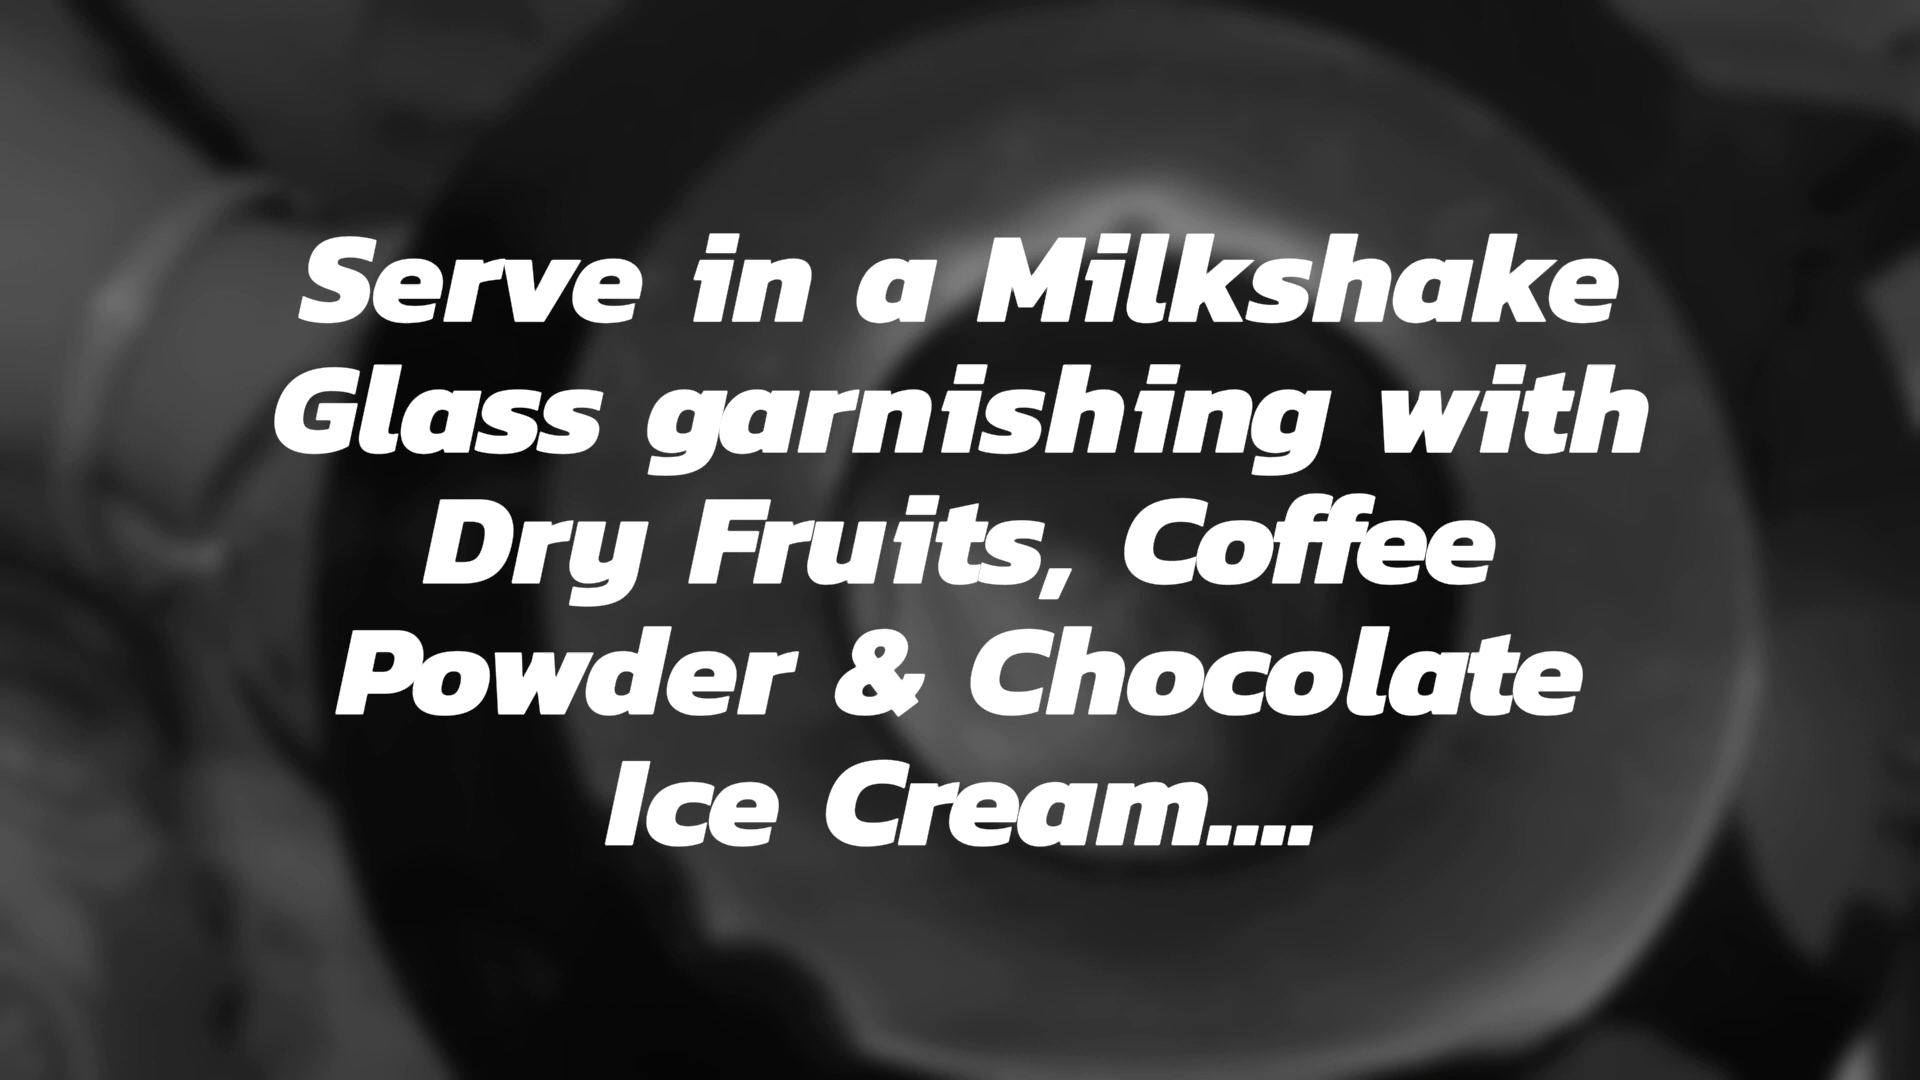 Serve in a Milkshake
Glass garnishing with
Dry Fruits, Coffee
Powder & Chocolate
Ice Cream....